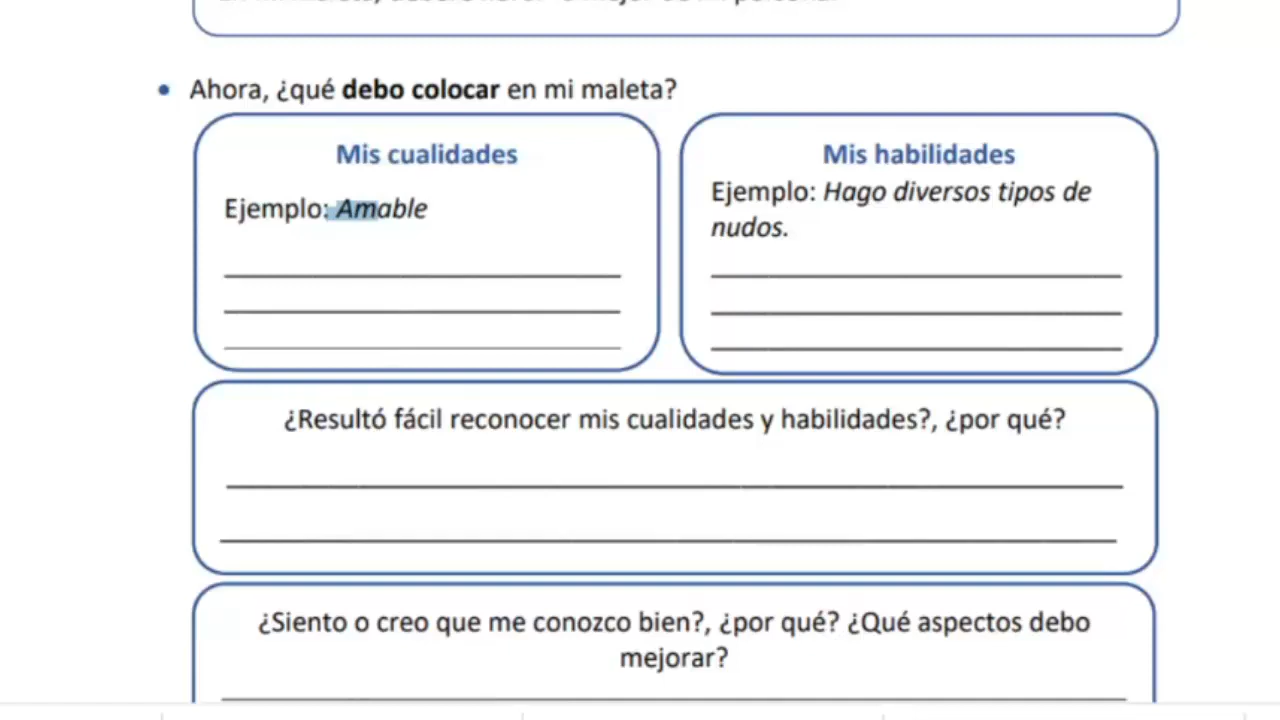 Ahora, ¿qué debo colocar en mi maleta?
Mis cualidades
Ejemplo: Amable
Mis habilidades
Ejemplo: Hago diversos tipos de
nudos.
¿Resultó fácil reconocer mis cualidades y habilidades?, ¿por qué?
¿Siento o creo que me conozco bien?, ¿por qué? ¿Qué aspectos debo
mejorar?